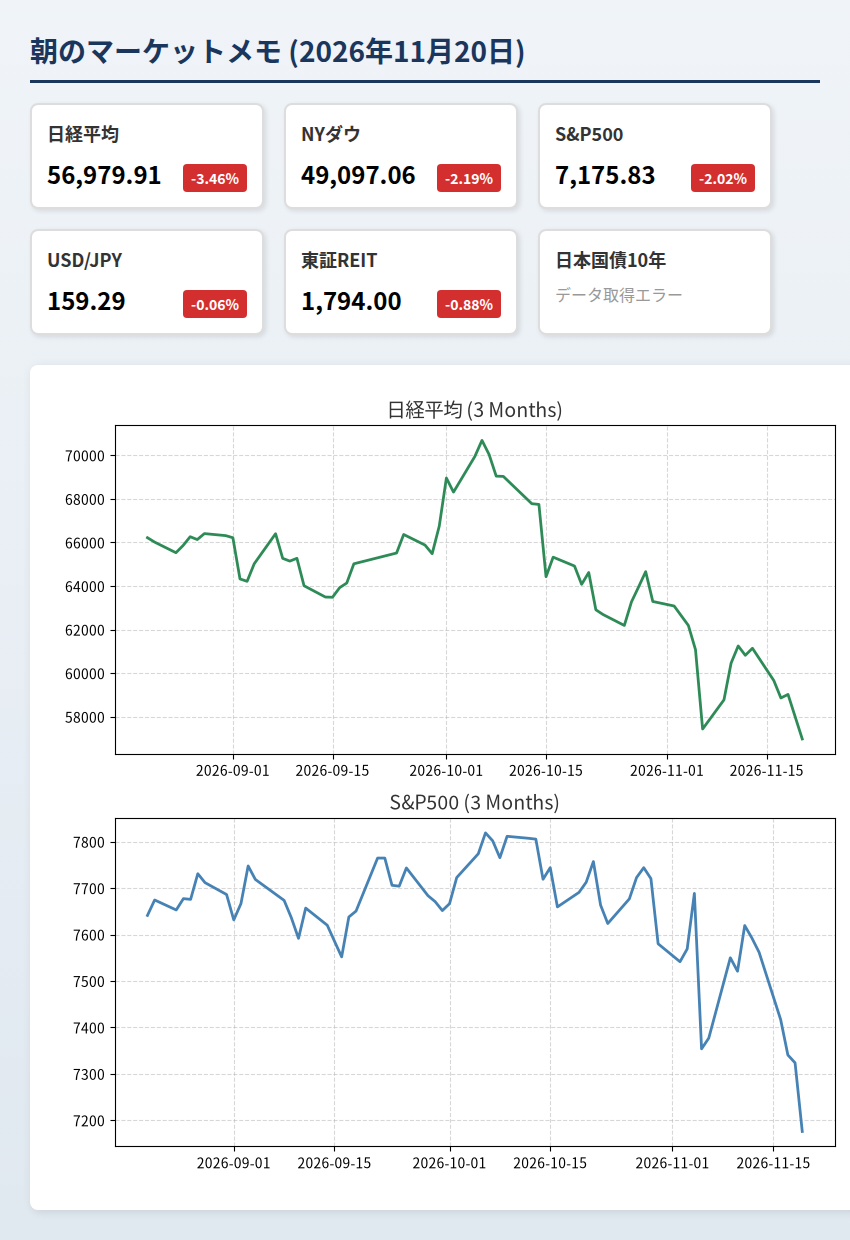 朝のマーケットメモ (2026年11月20日)
日経平均
56,979.91 -3.46%
NYダウ
49,097.06 -2.19%
S&P500
7,175.83 -2.02%
USD/JPY
159.29 -0.06%
東証REIT
1,794.00 -0.88%
日本国債10年
データ取得エラー
日経平均 (3 Months)
70000
68000
66000
64000
62000
60000
58000
2026-09-01 2026-09-15 2026-10-01 2026-10-15 2026-11-01 2026-11-15
S&P500 (3 Months)
7800
7700
7600
7500
7400
7300
7200
2026-09-01 2026-09-15 2026-10-01 2026-10-15 2026-11-01 2026-11-15